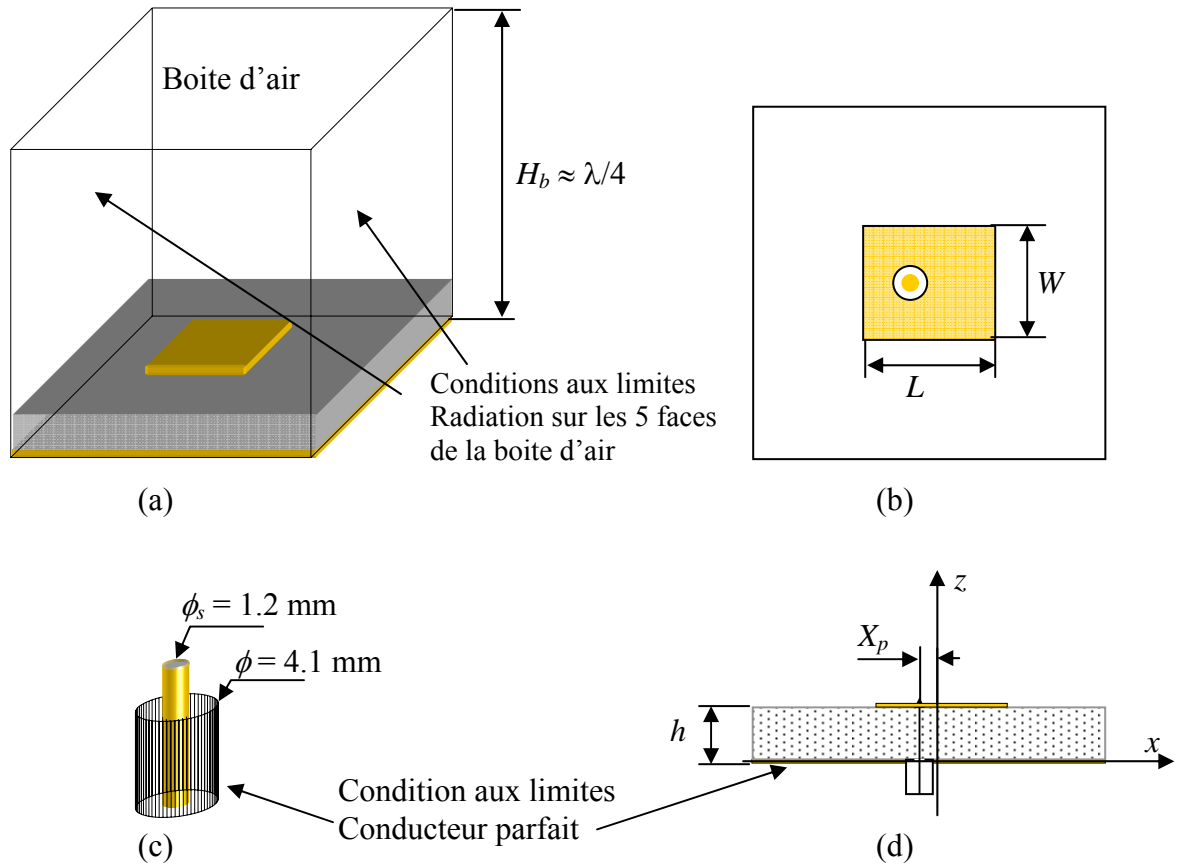 Boite d'air
H_b ≈ λ/4
Conditions aux limites
Radiation sur les 5 faces
de la boite d'air
(a)
W
L
(b)
ϕ_s = 1.2 mm
ϕ = 4.1 mm
Condition aux limites
Conducteur parfait
(c)
z
X_p
h
x
(d)